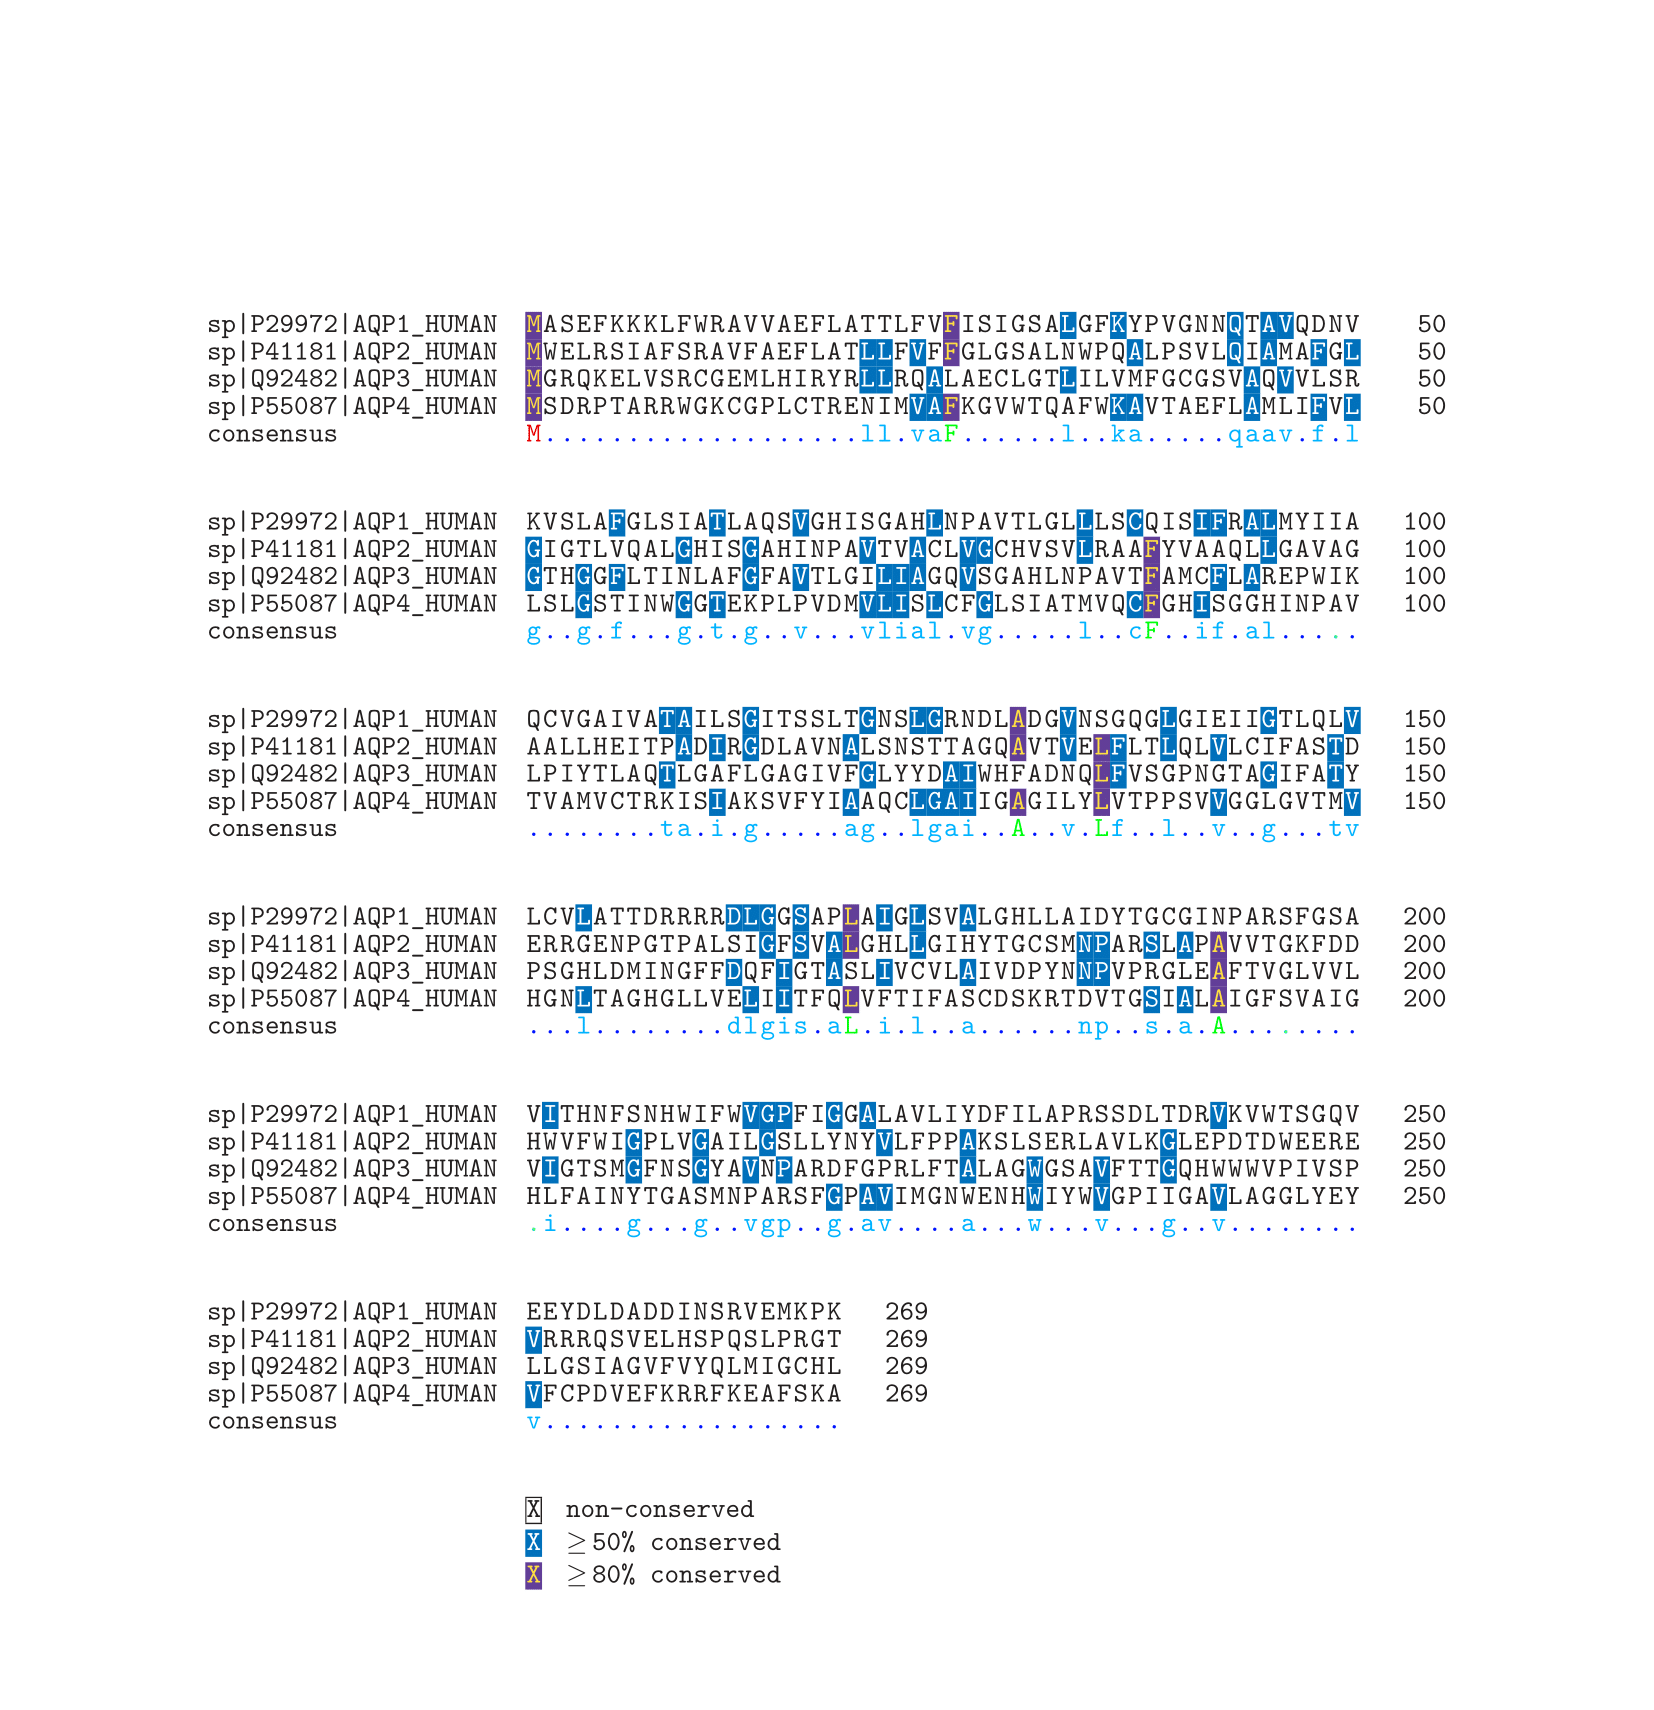 sp|P29972|AQP1_HUMAN MASEFKKKLFWRAVVAEFLATTLFVFISIGSALGFKYPVGNNQTAVQDNV 50
sp|P41181|AQP2_HUMAN MWELRSIAFSRAVFAEFLATLLFVFFGLGSALNWPQALPSVLQIAMAFGL 50
sp|Q92482|AQP3_HUMAN MGRQKELVSRCGEMLHIRYRLLRQALAECLGTLILVMFGCGSVAQVVLSR 50
sp|P55087|AQP4_HUMAN MSDRPTARRWGKCGPLCTRENIMVAFKGVWTQAFWKAVTAEFLAMLIFVL 50
consensus M...................ll.vaF......l..ka.....qaav.f.l
sp|P29972|AQP1_HUMAN KVSLAFGLSIATLAQSVGHISGAHLNPAVTLGLLLSCQISIFRALMYIIA 100
sp|P41181|AQP2_HUMAN GIGTLVQALGHISGAHINPAVTVACLVGCHVSVLRAAFYVAAQLLGAVAG 100
sp|Q92482|AQP3_HUMAN GTHGGFLTINLAFGFAVTLGILIAGQVSGAHLNPAVTFAMCFLAREPWIK 100
sp|P55087|AQP4_HUMAN LSLGSTINWGGTEKPLPVDMVLISLCFGLSIATMVQCFGHISGGHINPAV 100
consensus g..g.f...g.t.g..v...vlial.vg.....l..cF..if.al.....
sp|P29972|AQP1_HUMAN QCVGAIVATAILSGITSSLTGNSLGRNDLADGVNSGQGLGIEIIGTLQLV 150
sp|P41181|AQP2_HUMAN AALLHEITPADIRGDLAVNALSNSTTAGQAVTVELFLTLQLVLCIFASTD 150
sp|Q92482|AQP3_HUMAN LPIYTLAQTLGAFLGAGIVFGLYYDAIWHFADNQLFVSGPNGTAGIFATY 150
sp|P55087|AQP4_HUMAN TVAMVCTRKISIAKSVFYIAAQCLGAIIGAGILYLVTPPSVVGGLGVTMV 150
consensus ........ta.i.g.....ag..lgai..A..v.Lf..l..v..g...tv
sp|P29972|AQP1_HUMAN LCVLATTDRRRRDLGGSAPLAIGLSVALGHLLAIDYTGCGINPARSFGSA 200
sp|P41181|AQP2_HUMAN ERRGENPGTPALSIGFSVALGHLLGIHYTGCSMNPARSLAPAVVTGKFDD 200
sp|Q92482|AQP3_HUMAN PSGHLDMINGFFDQFIGTASLIVCVLAIVDPYNNPVPRGLEAFTVGLVVL 200
sp|P55087|AQP4_HUMAN HGNLTAGHGLLVELIITFQLVFTIFASCDSKRTDVTGSIALAIGFSVAIG 200
consensus ...l........dlgis.aL.i.l..a......np..s.a.A........
sp|P29972|AQP1_HUMAN VITHNFSNHWIFWVGPFIGGALAVLIYDFILAPRSSDLTDRVKVWTSGQV 250
sp|P41181|AQP2_HUMAN HWVFWIGPLVGAILGSLLYNYVLFPPAKSLSERLAVLKGLEPDTDWEERE 250
sp|Q92482|AQP3_HUMAN VIGTSMGFNSGYAVNPARDFGPRLFTALAGWGSAVFTTGQHWWWVPIVSP 250
sp|P55087|AQP4_HUMAN HLFAINYTGASMNPARSFGPAVIMGNWENHWIYWVGPIIGAVLAGGLYEY 250
consensus .i....g...g..vgp..g.av....a...w...v...g..v........
sp|P29972|AQP1_HUMAN EEYDLDADDINSRVEMKPK 269
sp|P41181|AQP2_HUMAN VRRRQSVELHSPQSLPRGT 269
sp|Q92482|AQP3_HUMAN LLGSIAGVFVYQLMIGCHL 269
sp|P55087|AQP4_HUMAN VFCPDVEFKRRFKEAFSKA 269
consensus v..................
X non-conserved
X ≥50% conserved
X ≥80% conserved